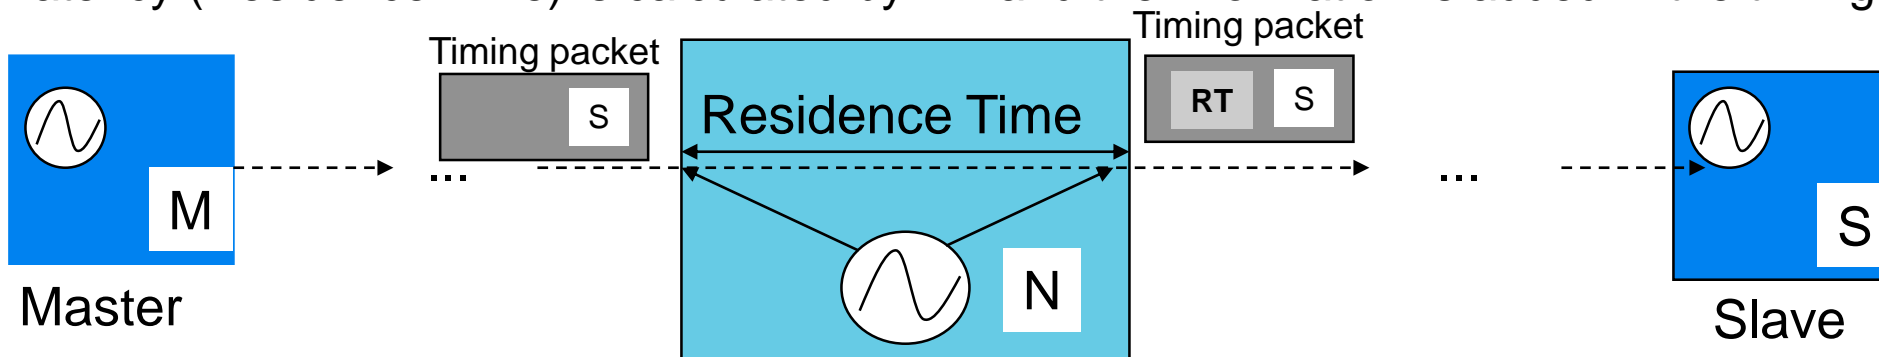 Timing packet
Timing packet
S
RT S
Residence Time
...
...
M
N
S
Master
Slave